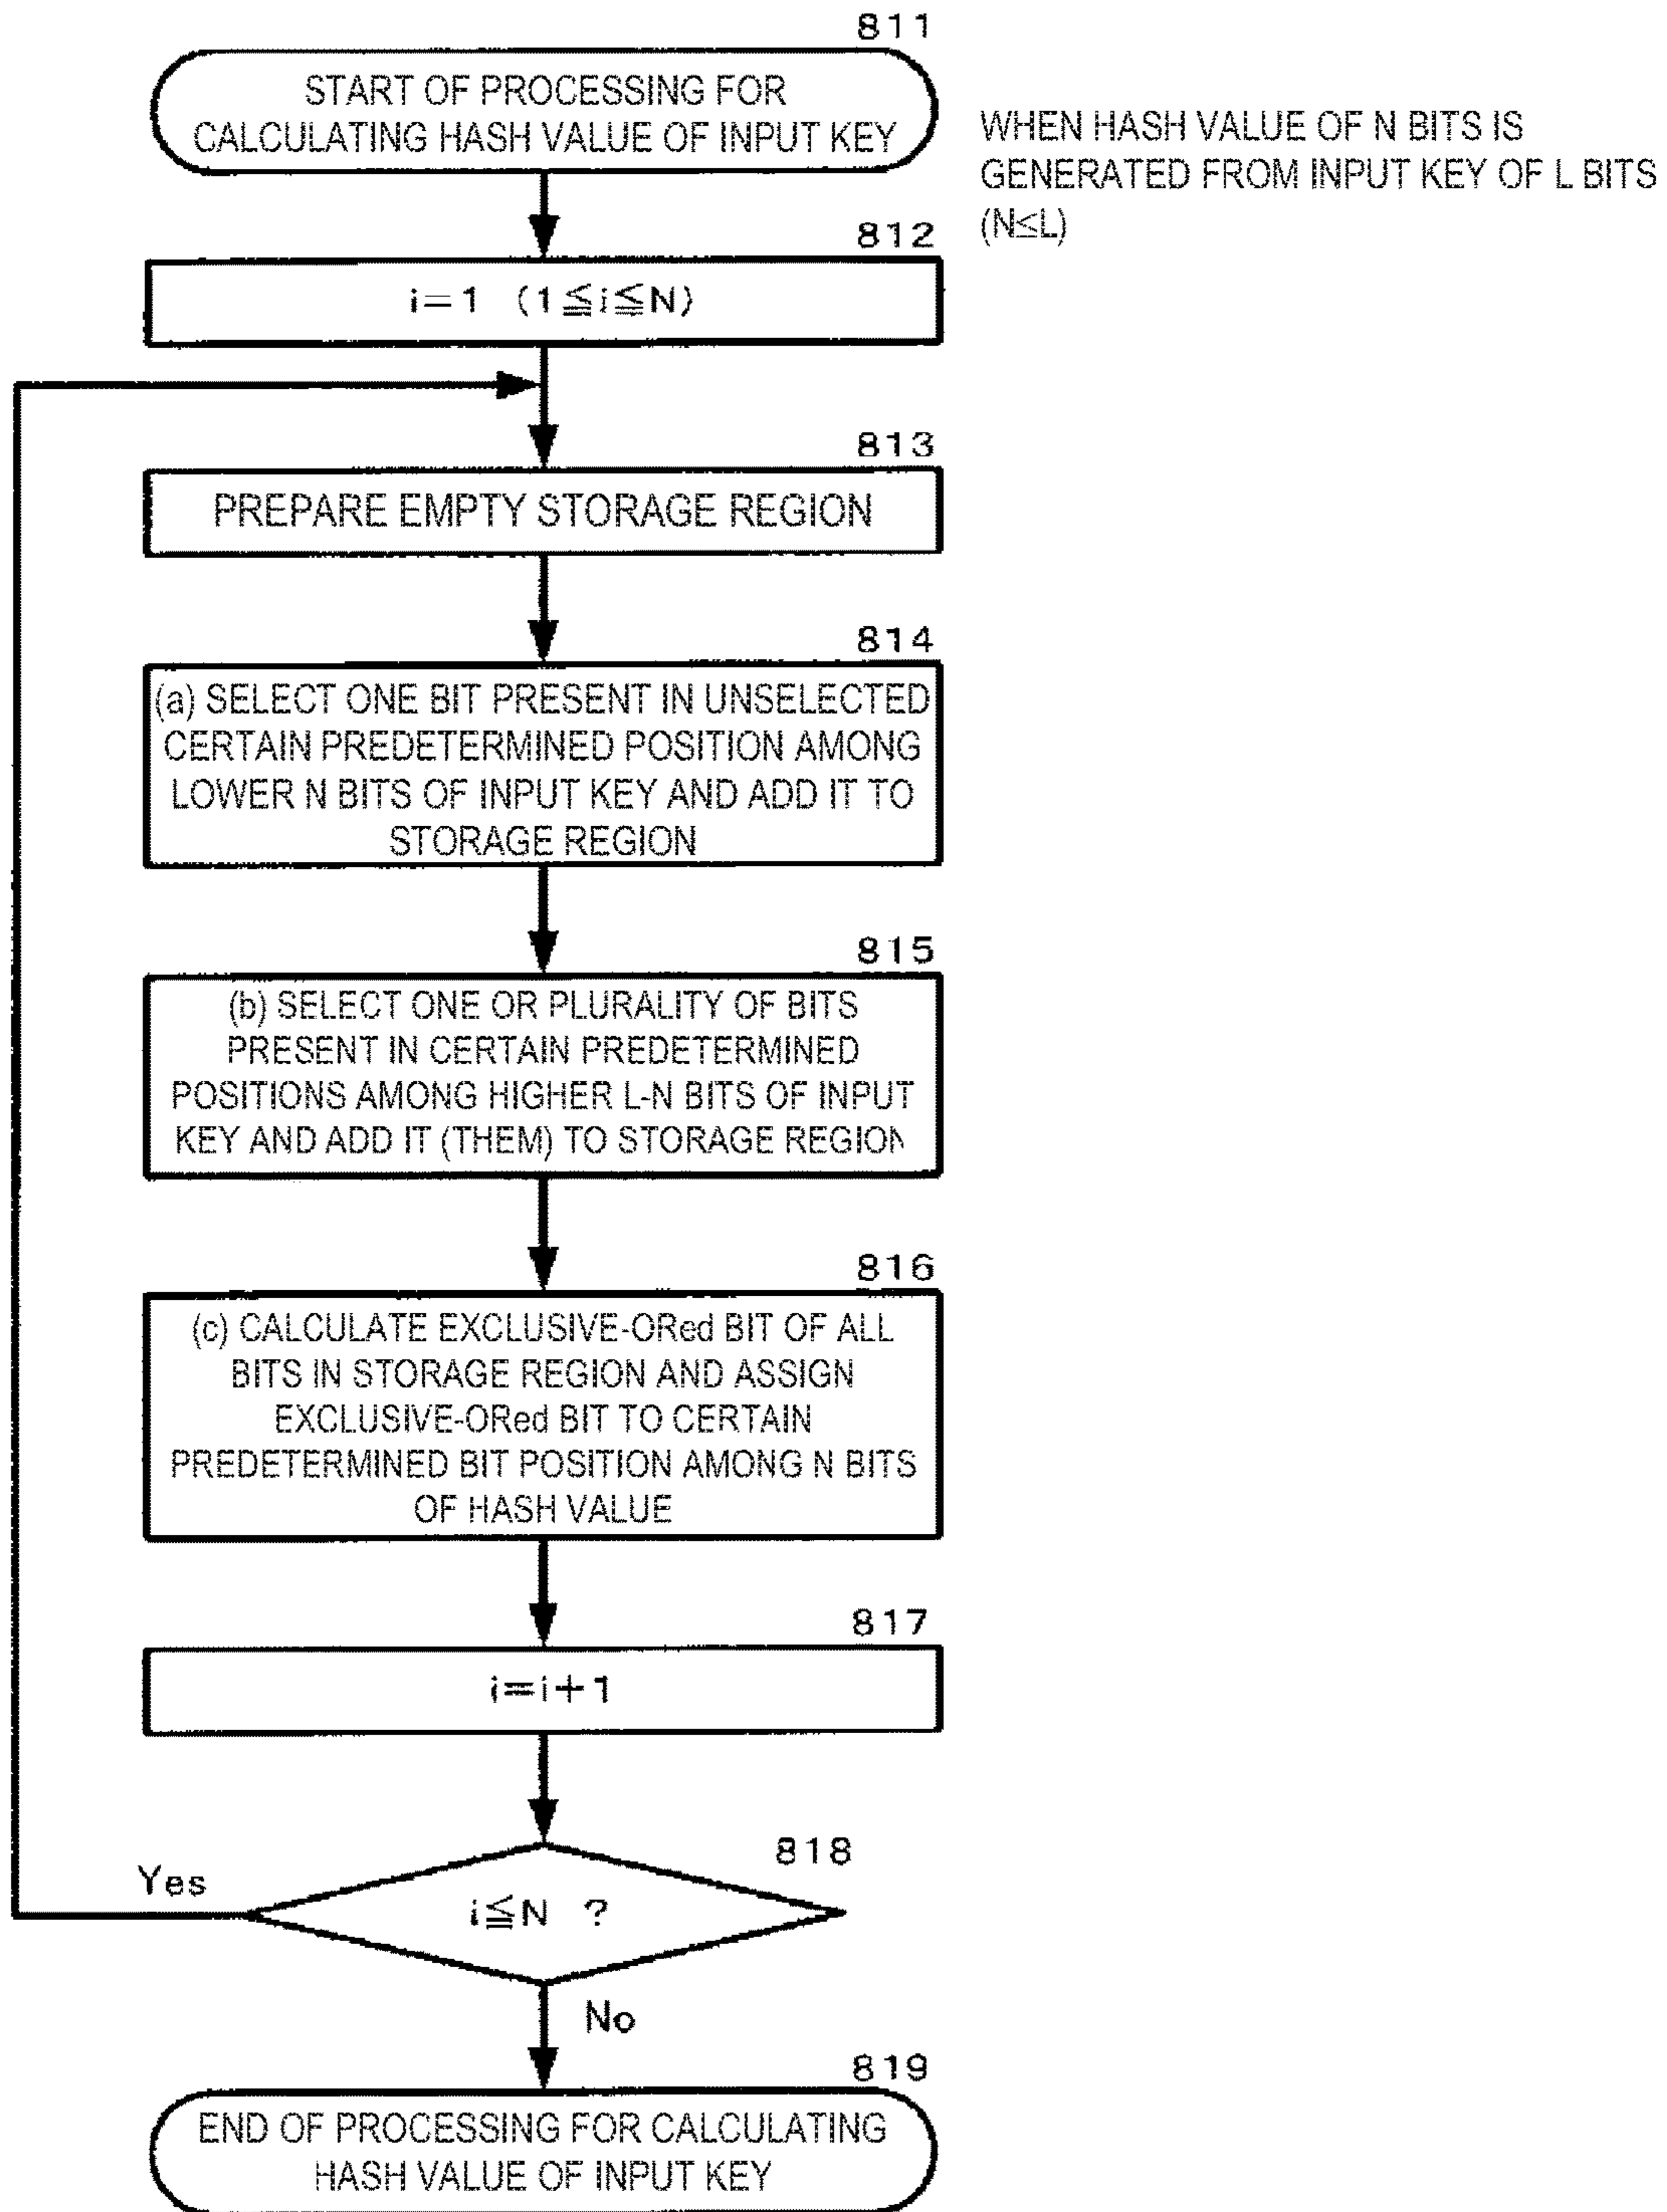 811
START OF PROCESSING FOR
CALCULATING HASH VALUE OF INPUT KEY
WHEN HASH VALUE OF N BITS IS
GENERATED FROM INPUT KEY OF L BITS
(N≦L)
812
i=1 (1≦i≦N)
813
PREPARE EMPTY STORAGE REGION
814
(a) SELECT ONE BIT PRESENT IN UNSELECTED
CERTAIN PREDETERMINED POSITION AMONG
LOWER N BITS OF INPUT KEY AND ADD IT TO
STORAGE REGION
815
(b) SELECT ONE OR PLURALITY OF BITS
PRESENT IN CERTAIN PREDETERMINED
POSITIONS AMONG HIGHER L-N BITS OF INPUT
KEY AND ADD IT (THEM) TO STORAGE REGION
816
(c) CALCULATE EXCLUSIVE-ORed BIT OF ALL
BITS IN STORAGE REGION AND ASSIGN
EXCLUSIVE-ORed BIT TO CERTAIN
PREDETERMINED BIT POSITION AMONG N BITS
OF HASH VALUE
817
i=i+1
818
Yes
i≦N ?
No
819
END OF PROCESSING FOR CALCULATING
HASH VALUE OF INPUT KEY